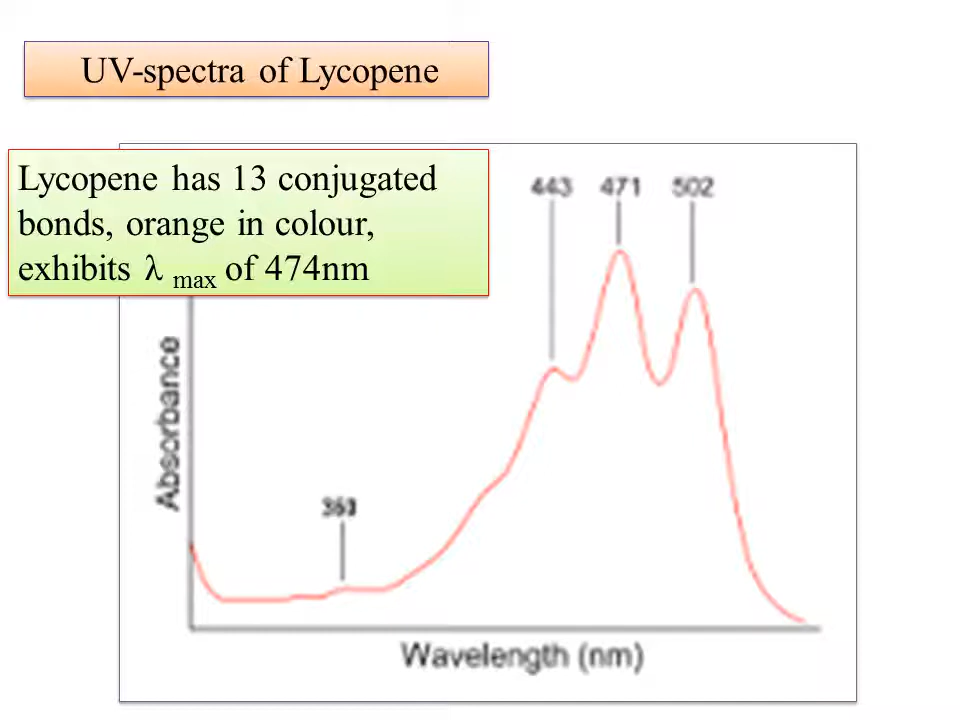 UV-spectra of Lycopene
Lycopene has 13 conjugated
bonds, orange in colour,
exhibits λ max of 474nm
443 471 502
Absorbance
Wavelength (nm)